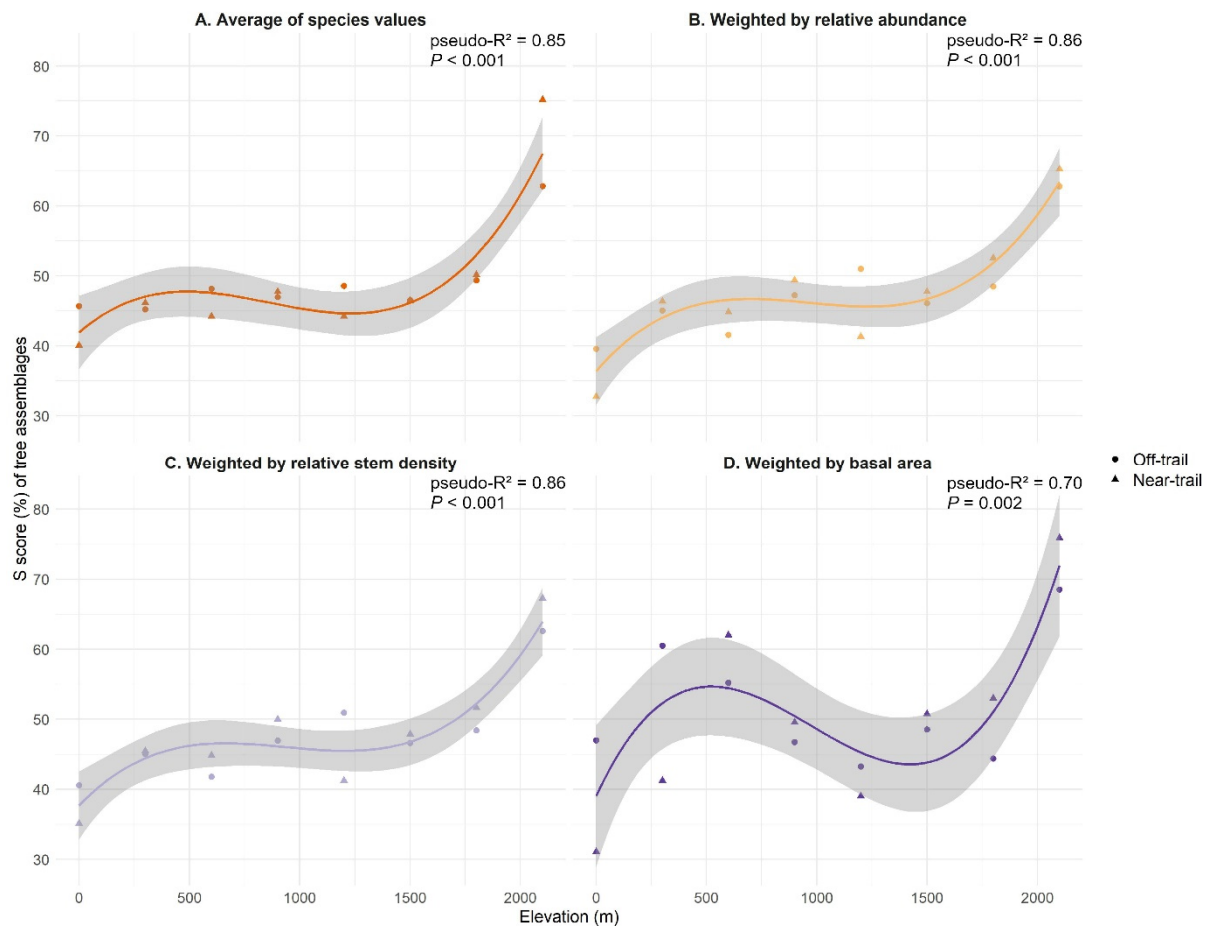 A. Average of species values
pseudo-R² = 0.85
P < 0.001
B. Weighted by relative abundance
pseudo-R² = 0.86
P < 0.001
80
70
60
50
40
30
C. Weighted by relative stem density
pseudo-R² = 0.86
P < 0.001
D. Weighted by basal area
pseudo-R² = 0.70
P = 0.002
80
70
60
50
40
30
S score (%) of tree assemblages
0 500 1000 1500 2000
0 500 1000 1500 2000
Elevation (m)
Off-trail
Near-trail